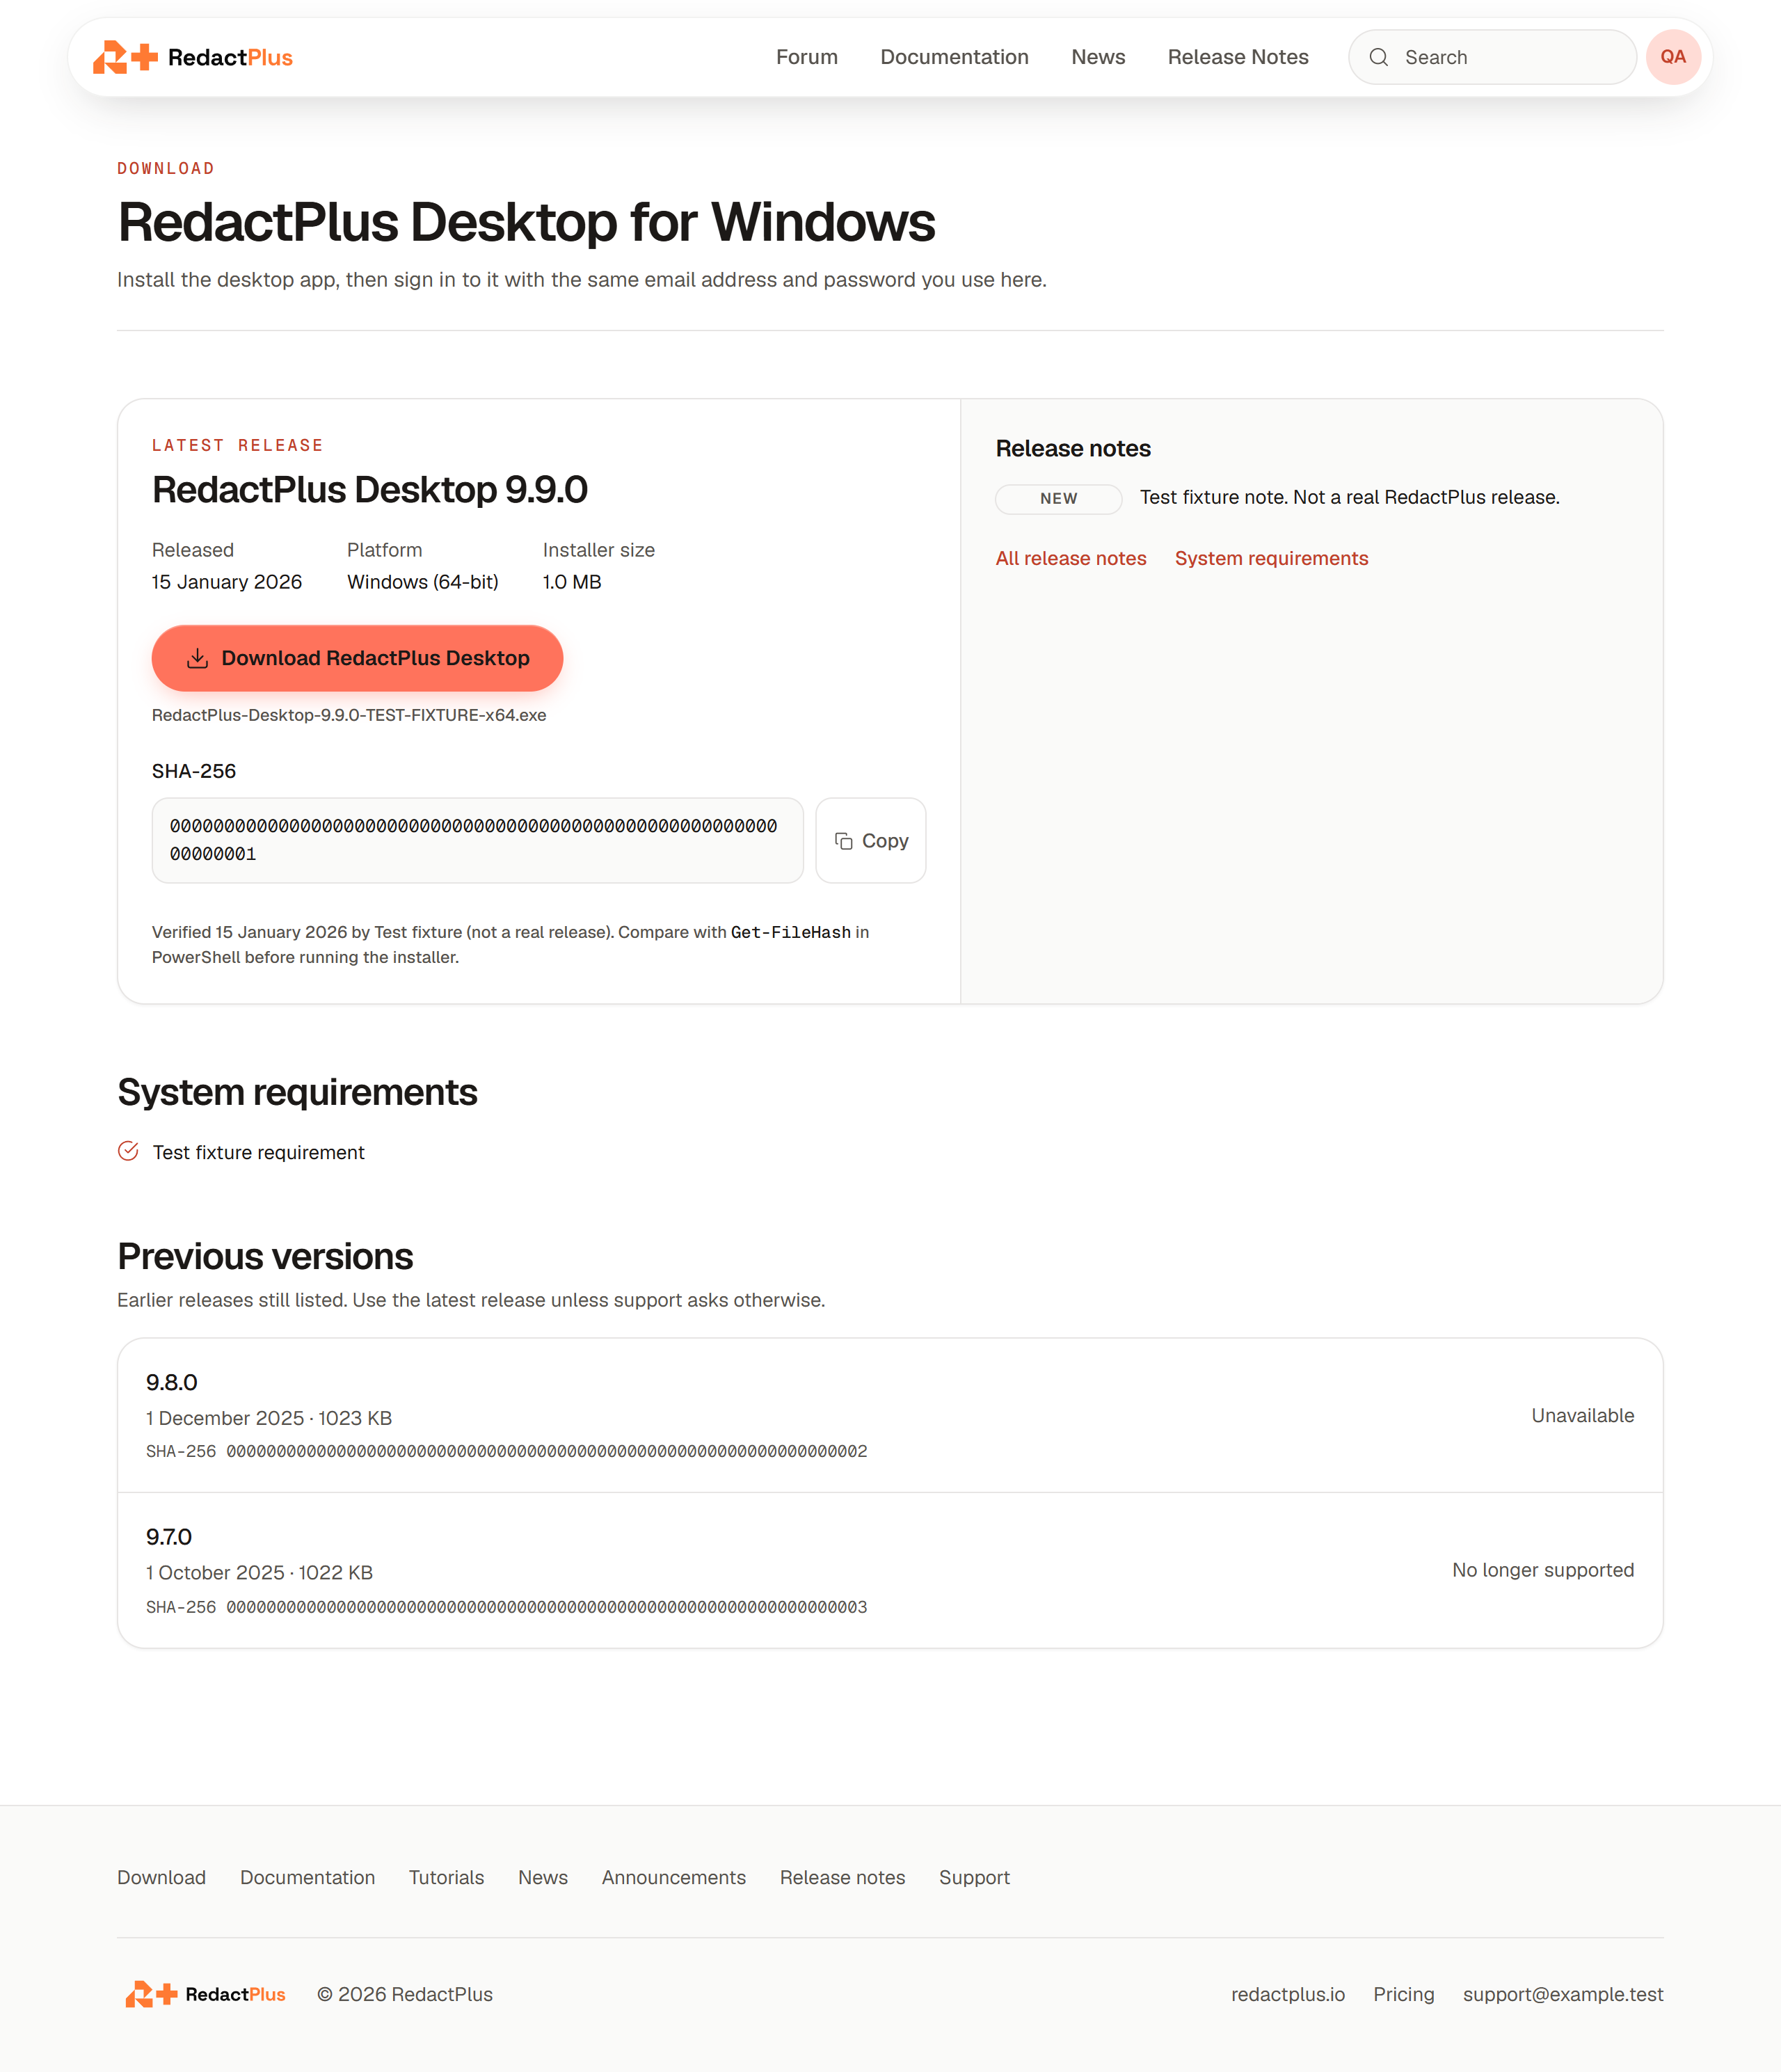 RedactPlus
Forum
Documentation
News
Release Notes
Search
QA
DOWNLOAD
RedactPlus Desktop for Windows
Install the desktop app, then sign in to it with the same email address and password you use here.
LATEST RELEASE
RedactPlus Desktop 9.9.0
Released
15 January 2026
Platform
Windows (64-bit)
Installer size
1.0 MB
Download RedactPlus Desktop
RedactPlus-Desktop-9.9.0-TEST-FIXTURE-x64.exe
SHA-256
00000000000000000000000000000000000000000000000000000000
00000001
Copy
Verified 15 January 2026 by Test fixture (not a real release). Compare with Get-FileHash in
PowerShell before running the installer.
Release notes
NEW
Test fixture note. Not a real RedactPlus release.
All release notes
System requirements
System requirements
Test fixture requirement
Previous versions
Earlier releases still listed. Use the latest release unless support asks otherwise.
9.8.0
1 December 2025 · 1023 KB
SHA-256 0000000000000000000000000000000000000000000000000000000000000002
Unavailable
9.7.0
1 October 2025 · 1022 KB
SHA-256 0000000000000000000000000000000000000000000000000000000000000003
No longer supported
Download
Documentation
Tutorials
News
Announcements
Release notes
Support
RedactPlus
© 2026 RedactPlus
redactplus.io
Pricing
support@example.test